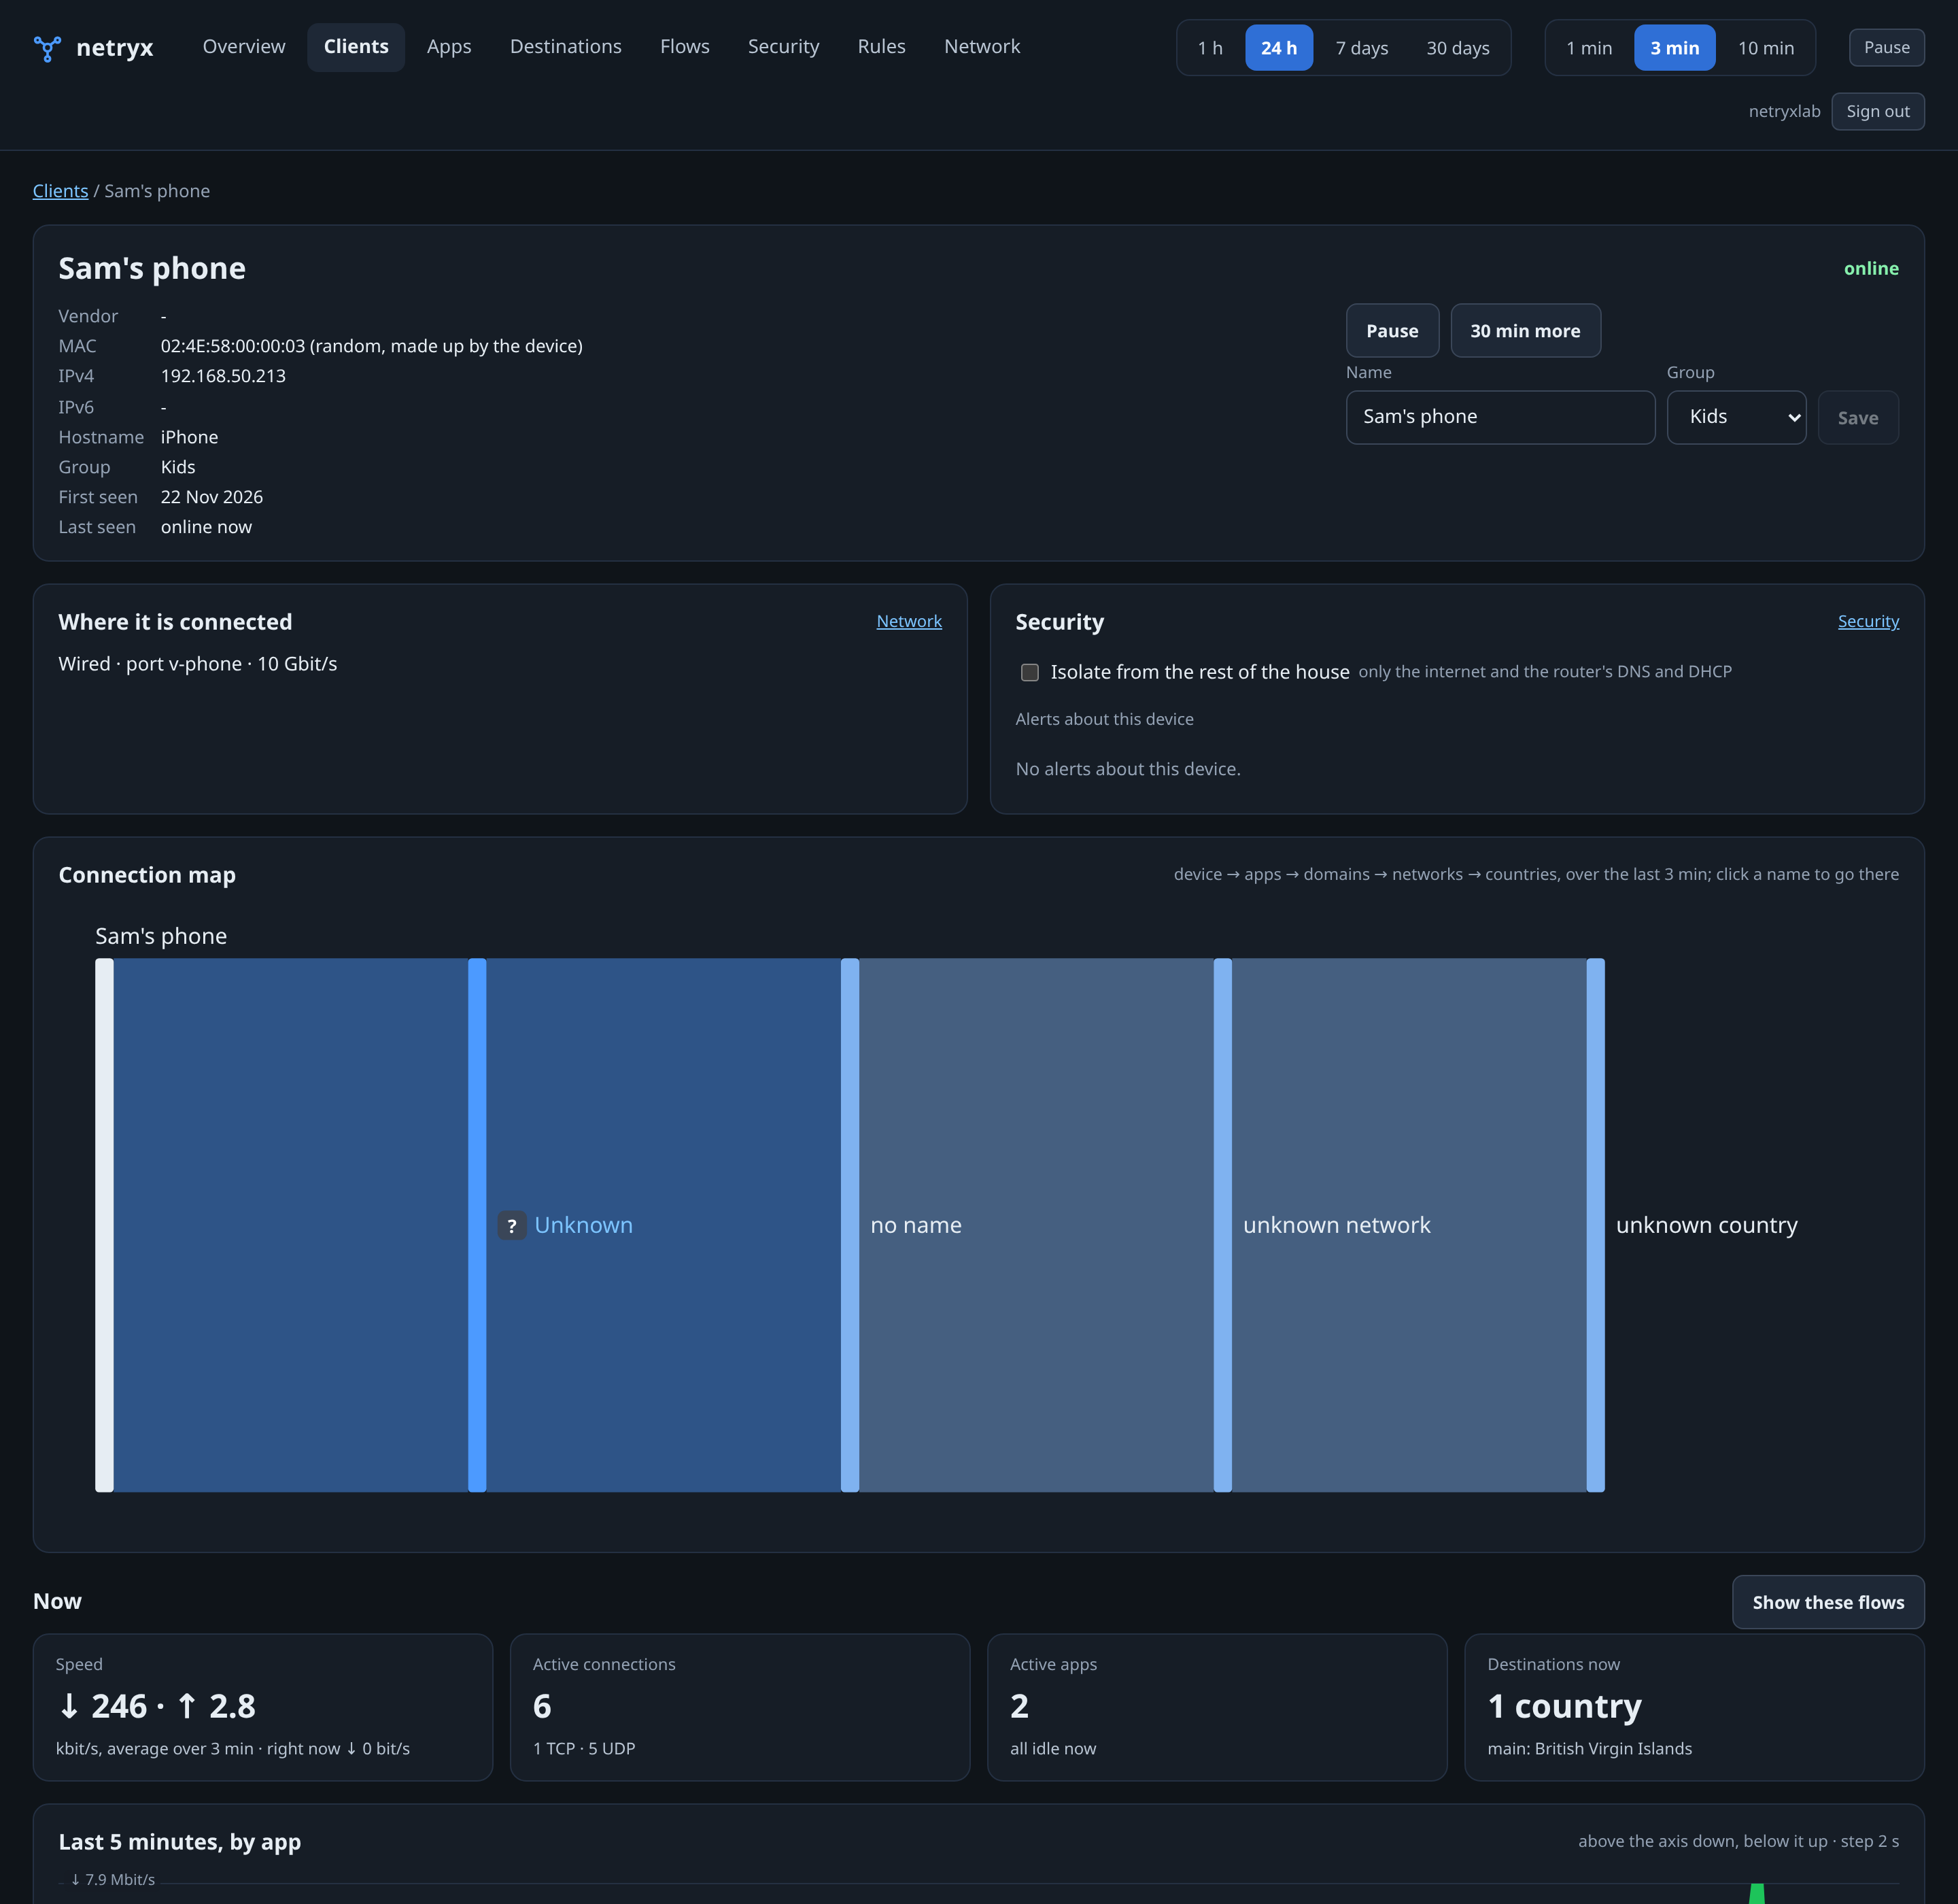 netryx Overview Clients Apps Destinations Flows Security Rules Network 1 h 24 h 7 days 30 days 1 min 3 min 10 min Pause
netryxlab Sign out
Clients / Sam's phone
Sam's phone online
Vendor -
MAC 02:4E:58:00:00:03 (random, made up by the device)
IPv4 192.168.50.213
IPv6 -
Hostname iPhone
Group Kids
First seen 22 Nov 2026
Last seen online now
Pause 30 min more
Name Group
Sam's phone Kids Save
Where it is connected Network
Wired · port v-phone · 10 Gbit/s
Security Security
Isolate from the rest of the house only the internet and the router's DNS and DHCP
Alerts about this device
No alerts about this device.
Connection map device → apps → domains → networks → countries, over the last 3 min; click a name to go there
Sam's phone
? Unknown no name unknown network unknown country
Now Show these flows
Speed
↓ 246 · ↑ 2.8
kbit/s, average over 3 min · right now ↓ 0 bit/s
Active connections
6
1 TCP · 5 UDP
Active apps
2
all idle now
Destinations now
1 country
main: British Virgin Islands
Last 5 minutes, by app above the axis down, below it up · step 2 s
↓ 7.9 Mbit/s